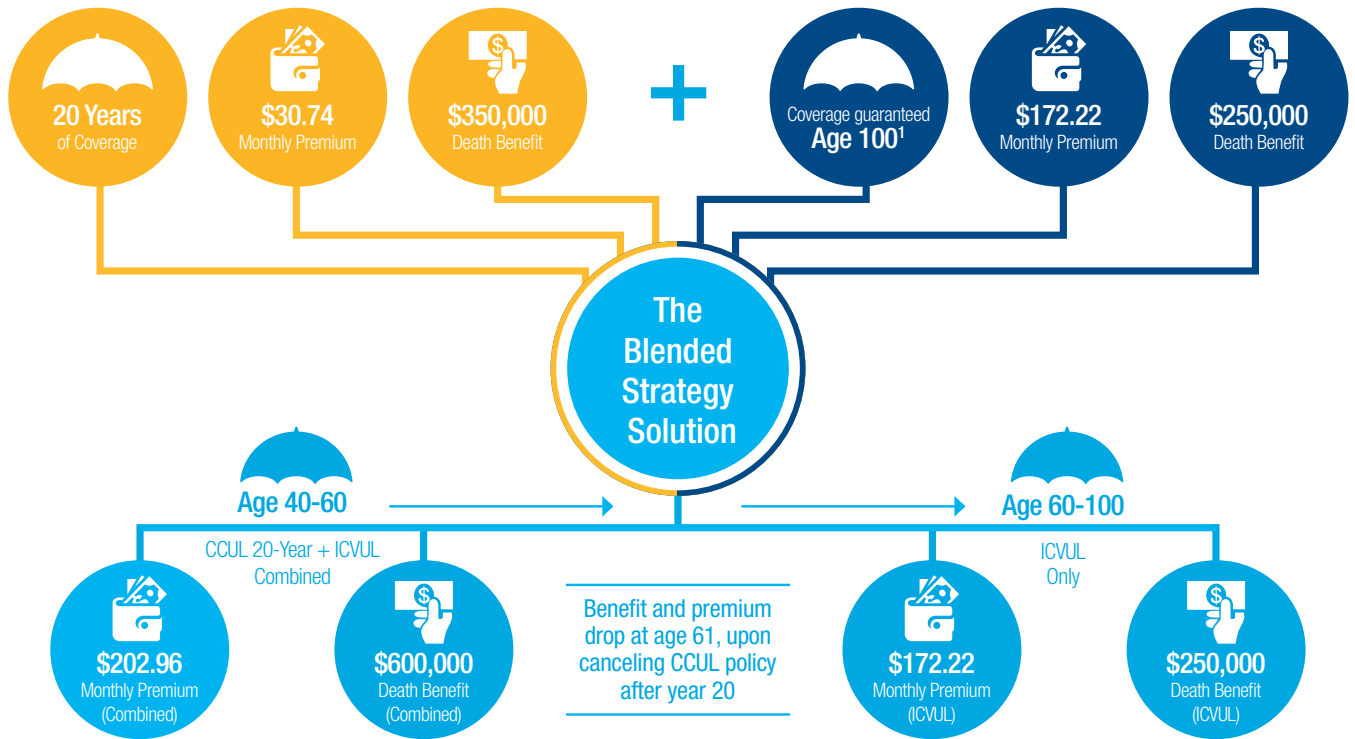 20 Years
of Coverage
$30.74
Monthly Premium
$
$350,000
Death Benefit
+
Coverage guaranteed
Age 100¹
$172.22
Monthly Premium
$
$250,000
Death Benefit
The
Blended
Strategy
Solution
Age 40-60
CCUL 20-Year + ICVUL
Combined
$202.96
Monthly Premium
(Combined)
$
$600,000
Death Benefit
(Combined)
Benefit and premium
drop at age 61, upon
canceling CCUL policy
after year 20
Age 60-100
ICVUL
Only
$172.22
Monthly Premium
(ICVUL)
$
$250,000
Death Benefit
(ICVUL)